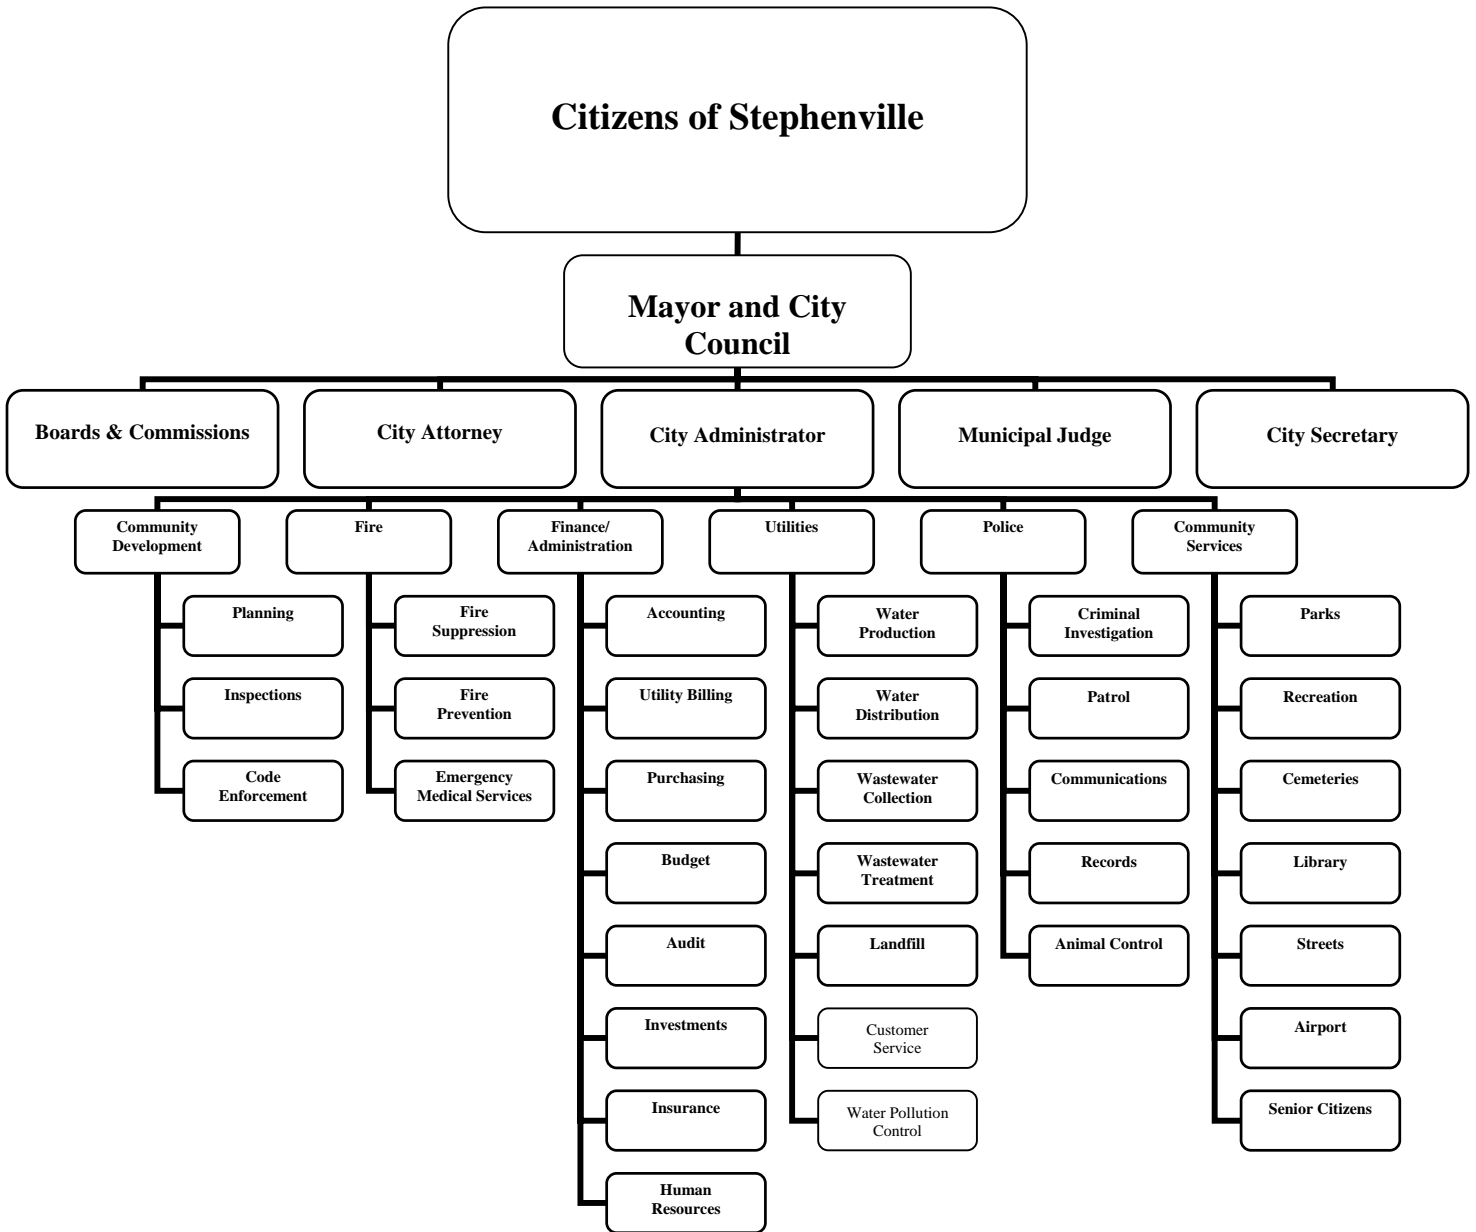 Citizens of Stephenville
Mayor and City
Council
Boards & Commissions
City Attorney
City Administrator
Municipal Judge
City Secretary
Community
Development
Fire
Finance/
Administration
Utilities
Police
Community
Services
Planning
Inspections
Code
Enforcement
Fire
Suppression
Fire
Prevention
Emergency
Medical Services
Accounting
Utility Billing
Purchasing
Budget
Audit
Investments
Insurance
Human
Resources
Water
Production
Water
Distribution
Wastewater
Collection
Wastewater
Treatment
Landfill
Customer
Service
Water Pollution
Control
Criminal
Investigation
Patrol
Communications
Records
Animal Control
Parks
Recreation
Cemeteries
Library
Streets
Airport
Senior Citizens